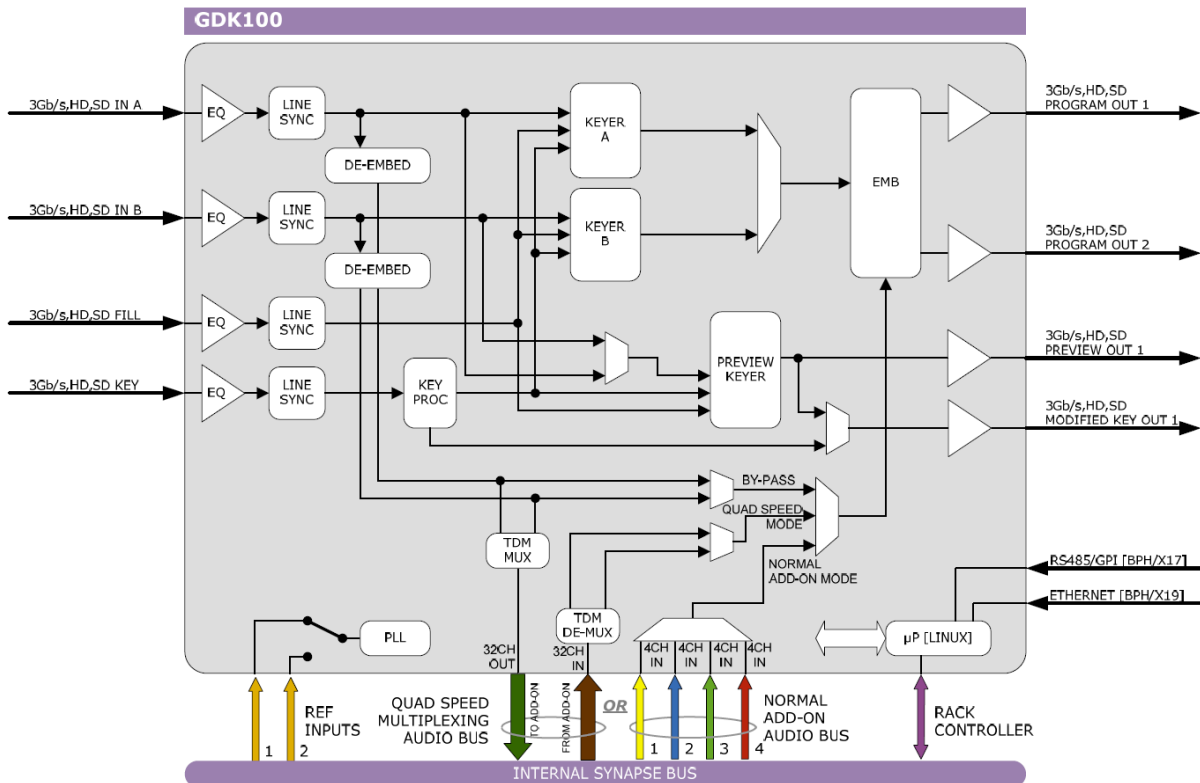 GDK100
3Gb/s,HD,SD IN A
EQ
LINE
SYNC
DE-EMBED
KEYER
A
EMB
3Gb/s,HD,SD
PROGRAM OUT 1
3Gb/s,HD,SD IN B
EQ
LINE
SYNC
DE-EMBED
KEYER
B
3Gb/s,HD,SD
PROGRAM OUT 2
3Gb/s,HD,SD FILL
EQ
LINE
SYNC
3Gb/s,HD,SD KEY
EQ
LINE
SYNC
KEY
PROC
PREVIEW
KEYER
3Gb/s,HD,SD
PREVIEW OUT 1
3Gb/s,HD,SD
MODIFIED KEY OUT 1
BY-PASS
QUAD SPEED
MODE
NORMAL
ADD-ON MODE
TDM
MUX
TDM
DE-MUX
RS485/GPI [BPH/X17]
ETHERNET [BPH/X19]
PLL
µP [LINUX]
32CH
OUT
32CH
IN
4CH
IN
4CH
IN
4CH
IN
4CH
IN
REF
INPUTS
1
2
QUAD SPEED
MULTIPLEXING
AUDIO BUS
TO ADD-ON
FROM ADD-ON
OR
1
2
3
4
NORMAL
ADD-ON
AUDIO BUS
RACK
CONTROLLER
INTERNAL SYNAPSE BUS